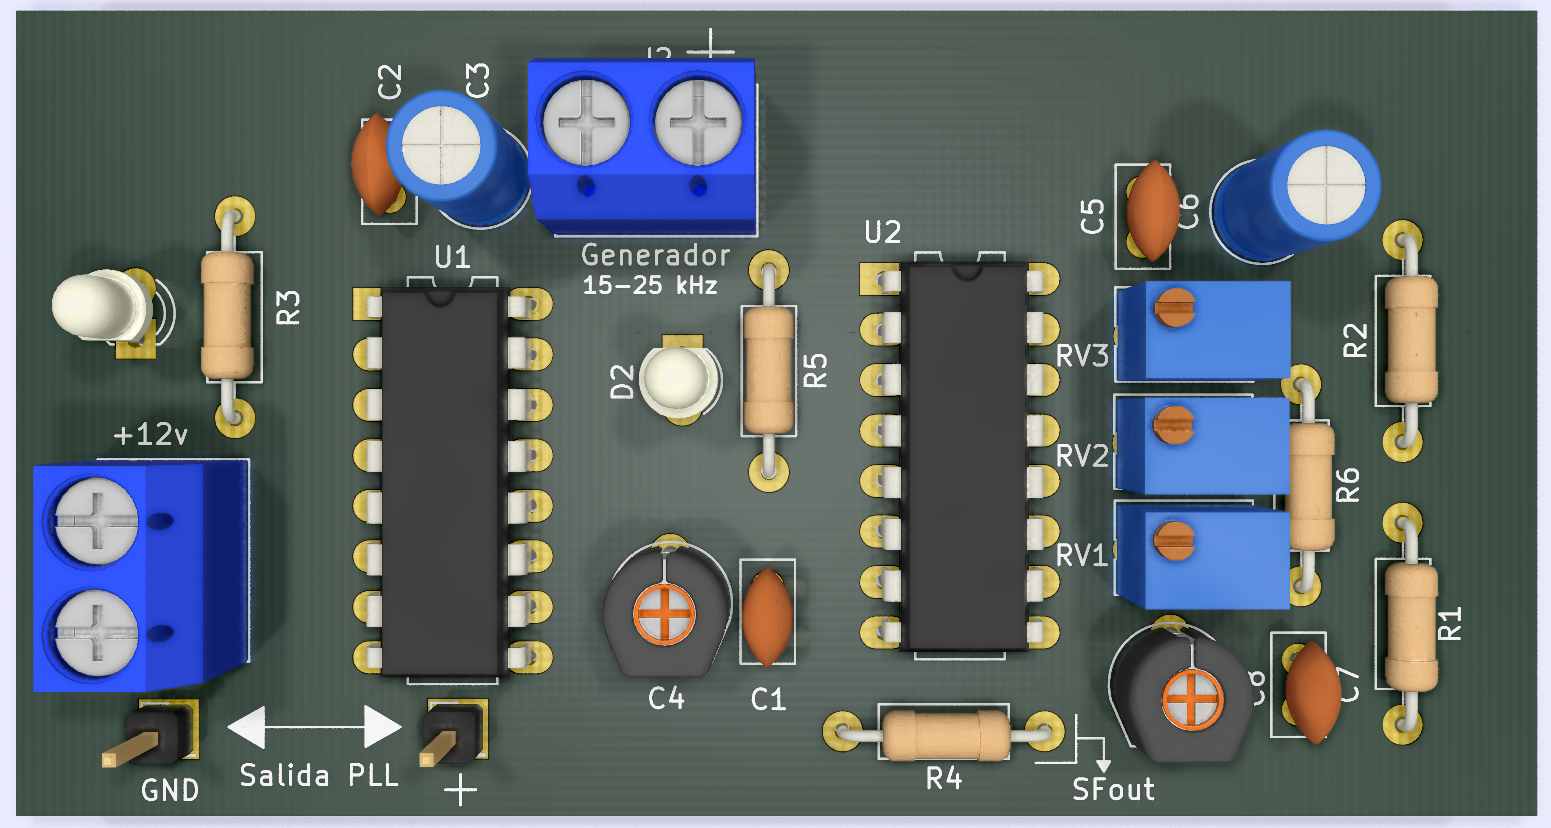 C2
C3
J2
+
Generador
15-25 kHz
U1
U2
C5
C6
R3
R2
D2
R5
RV3
RV2
RV1
R6
+12v
R1
C4
C1
C8
C7
GND
Salida PLL
+
R4
SFout